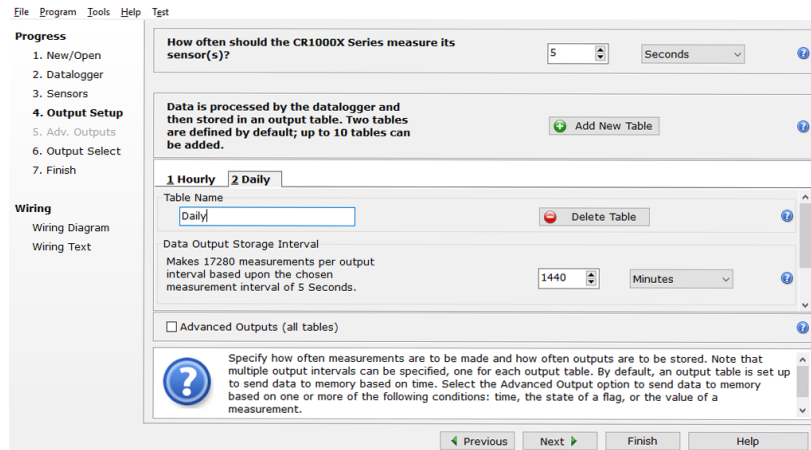 File Program Tools Help Test
Progress
1. New/Open
2. Datalogger
3. Sensors
4. Output Setup
5. Adv. Outputs
6. Output Select
7. Finish
Wiring
Wiring Diagram
Wiring Text
How often should the CR1000X Series measure its
sensor(s)?
5
Seconds
Data is processed by the datalogger and
then stored in an output table. Two tables
are defined by default; up to 10 tables can
be added.
Add New Table
1 Hourly 2 Daily
Table Name
Daily
Delete Table
Data Output Storage Interval
Makes 17280 measurements per output
interval based upon the chosen
measurement interval of 5 Seconds.
1440
Minutes
Advanced Outputs (all tables)
Specify how often measurements are to be made and how often outputs are to be stored. Note that
multiple output intervals can be specified, one for each output table. By default, an output table is set up
to send data to memory based on time. Select the Advanced Output option to send data to memory
based on one or more of the following conditions: time, the state of a flag, or the value of a
measurement.
Previous Next Finish Help